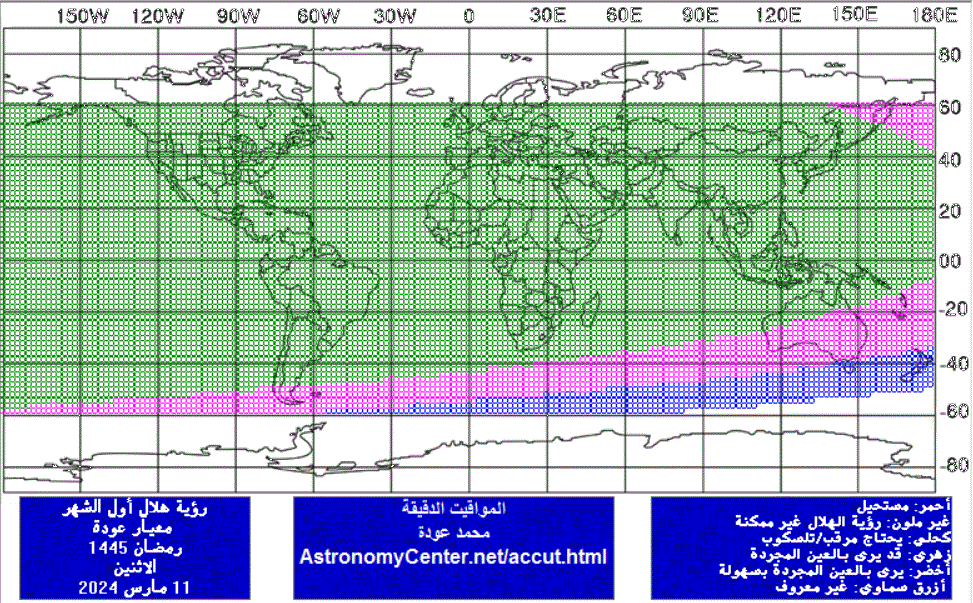 150W 120W 90W 60W 30W 0 30E 60E 90E 120E 150E 180E
80
60
40
20
00
-20
-40
-60
-80
رؤية هلال أول الشهر
معيار عودة
رمضان 1445
الاثنين
11 مارس 2024
المواقيت الدقيقة
محمد عودة
AstronomyCenter.net/accut.html
أحمر: مستحيل
غير ملون: رؤية الهلال غير ممكنة
كحلي: يحتاج مرقب/تلسكوب
زهري: قد يرى بالعين المجردة
أخضر: يرى بالعين المجردة بصهولة
أزرق صماوي: غير معروف